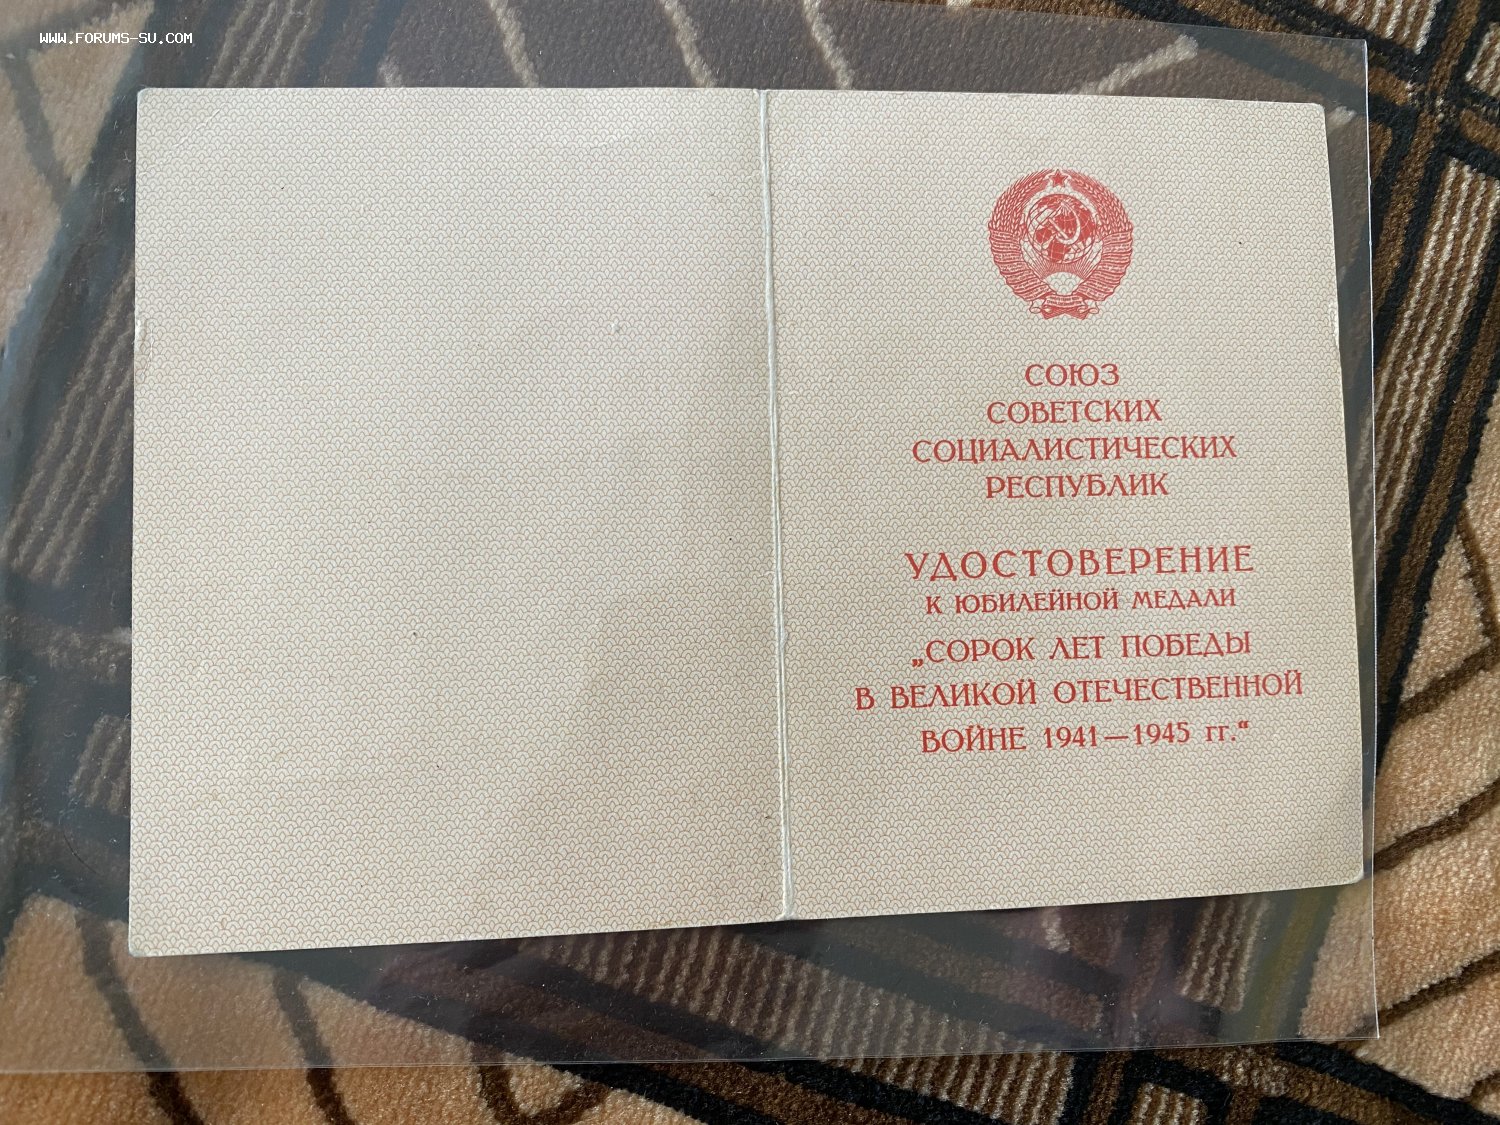 WWW.FORUMS-SU.COM
СОЮЗ
СОВЕТСКИХ
СОЦИАЛИСТИЧЕСКИХ
РЕСПУБЛИК
УДОСТОВЕРЕНИЕ
К ЮБИЛЕЙНОЙ МЕДАЛИ
„СОРОК ЛЕТ ПОБЕДЫ
В ВЕЛИКОЙ ОТЕЧЕСТВЕННОЙ
ВОЙНЕ 1941—1945 гг.“